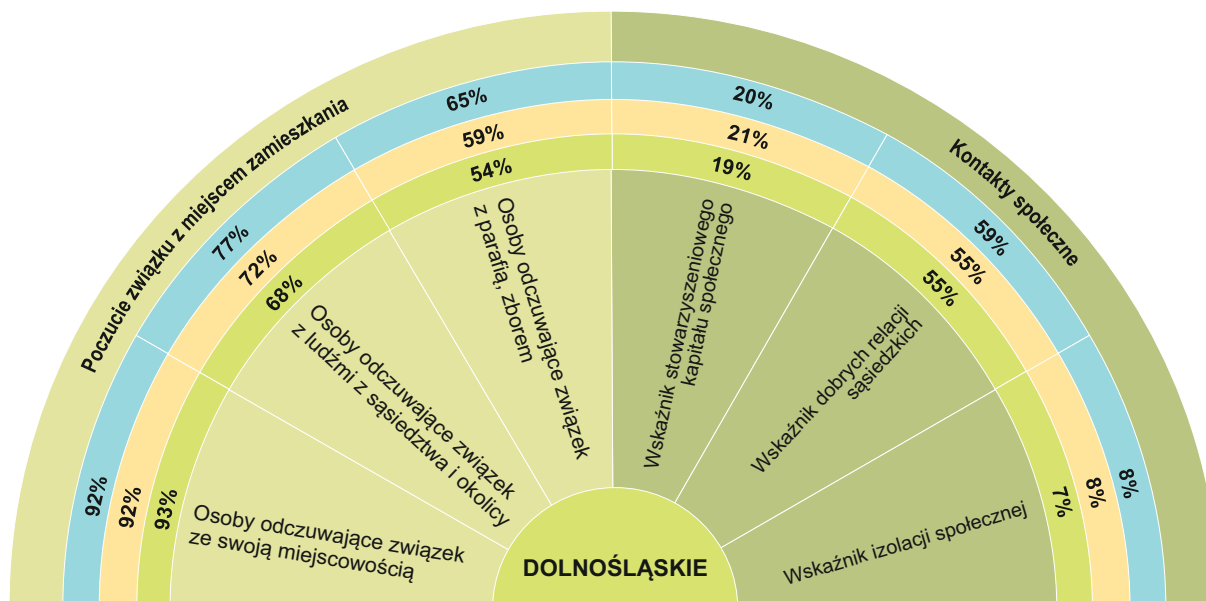 Poczucie związku z miejscem zamieszkania
Kontakty społeczne
92%
92%
93%
Osoby odczuwające związek
ze swoją miejscowością
77%
72%
68%
Osoby odczuwające związek
z ludźmi z sąsiedztwa i okolicy
65%
59%
54%
Osoby odczuwające związek
z parafią, zborem
20%
21%
19%
Wskaźnik stowarzyszeniowego
kapitału społecznego
59%
55%
55%
Wskaźnik dobrych relacji
sąsiedzkich
8%
8%
7%
Wskaźnik izolacji społecznej
DOLNOŚLĄSKIE